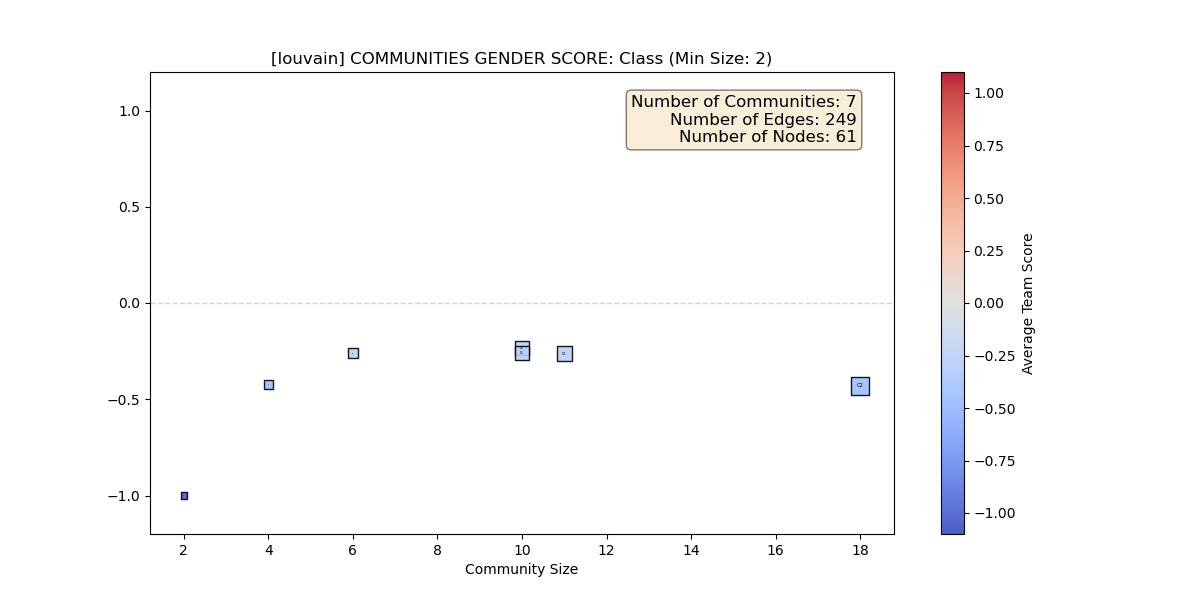 [louvain] COMMUNITIES GENDER SCORE: Class (Min Size: 2)
Number of Communities: 7
Number of Edges: 249
Number of Nodes: 61
1.0
0.5
0.0
−0.5
−1.0
C2
2 4 6 8 10 12 14 16 18
Community Size
1.00
0.75
0.50
0.25
0.00
−0.25
−0.50
−0.75
−1.00
Average Team Score